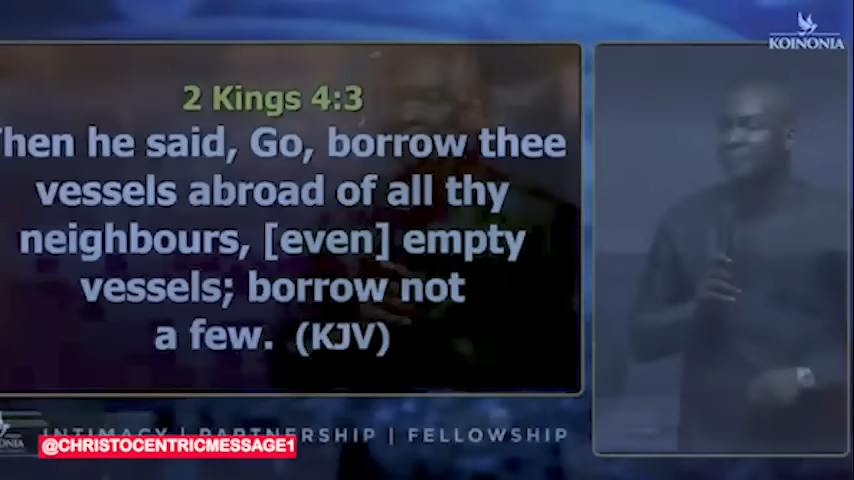 KOINONIA
2 Kings 4:3
hen he said, Go, borrow thee
vessels abroad of all thy
neighbours, [even] empty
vessels; borrow not
a few. (KJV)
INTIMACY | PARTNERSHIP | FELLOWSHIP
@CHRISTOCENTRICMESSAGE1